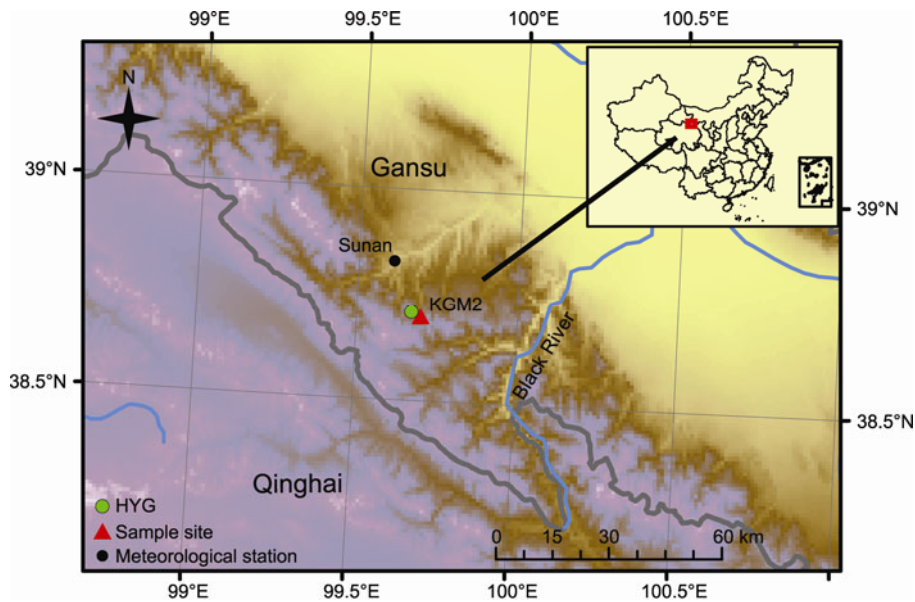 99°E
99.5°E
100°E
100.5°E
N
39°N
Gansu
39°N
Sunan
KGM2
Black River
38.5°N
38.5°N
Qinghai
HYG
Sample site
Meteorological station
0 15 30 60 km
99°E
99.5°E
100°E
100.5°E